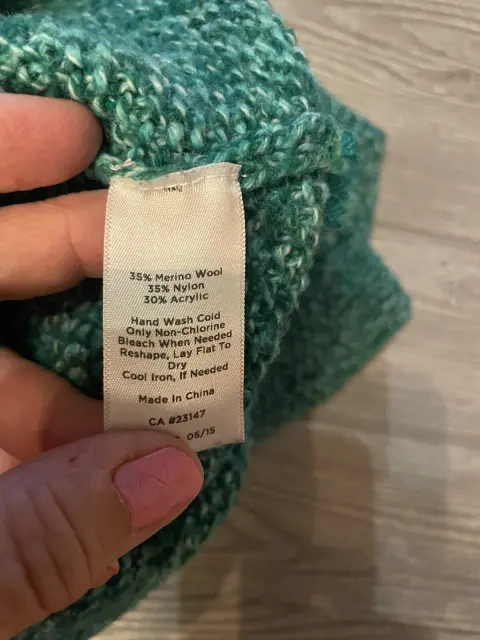 35% Merino Wool
35% Nylon
30% Acrylic
Hand Wash Cold
Only Non-Chlorine
Bleach When Needed
Reshape, Lay Flat To
Dry
Cool Iron, If Needed
Made In China
CA #23147
05/15